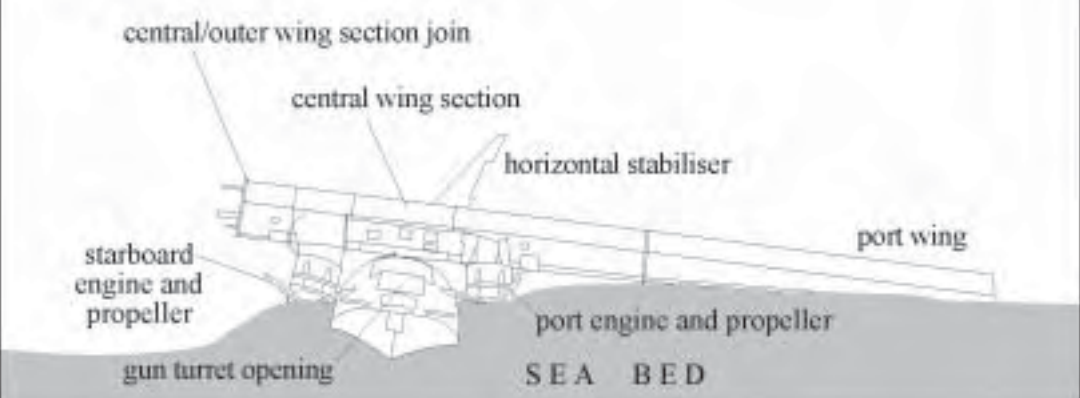 central/outer wing section join
central wing section
horizontal stabiliser
port wing
starboard
engine and
propeller
port engine and propeller
gun turret opening
SEA BED